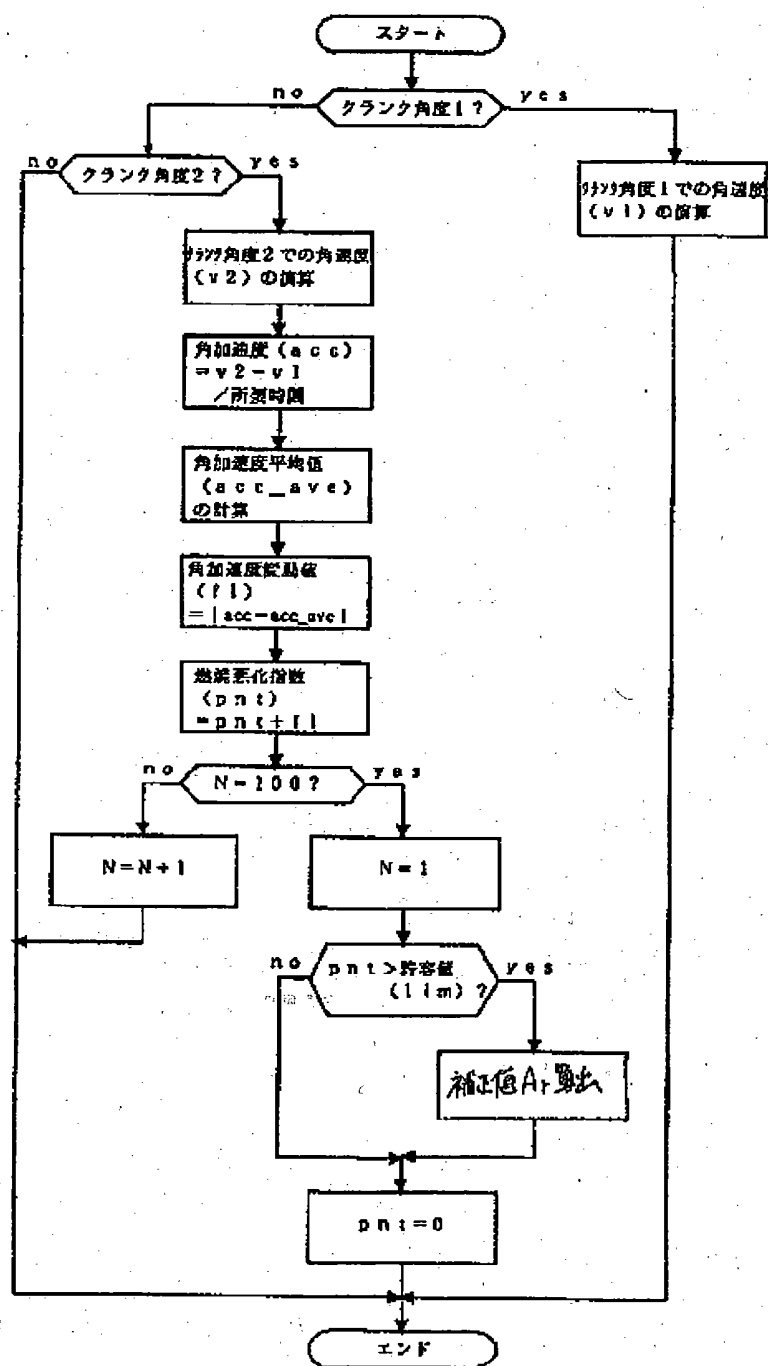 スタート
no
クランク角度1?
yes
no
クランク角度2?
yes
クランク角度1での角速度
(v1)の演算
クランク角度2での角速度
(v2)の演算
角加速度(acc)
=v2-v1
/所要時間
角加速度平均値
(acc_ave)
の計算
角加速度変動値
(fl)
=|acc-acc_ave|
燃焼悪化指数
(pnt)
=pnt+fl
no
N=100?
yes
N=N+1
N=1
no
pnt>許容値
(lim)?
yes
補正値Ar算出
pnt=0
エンド